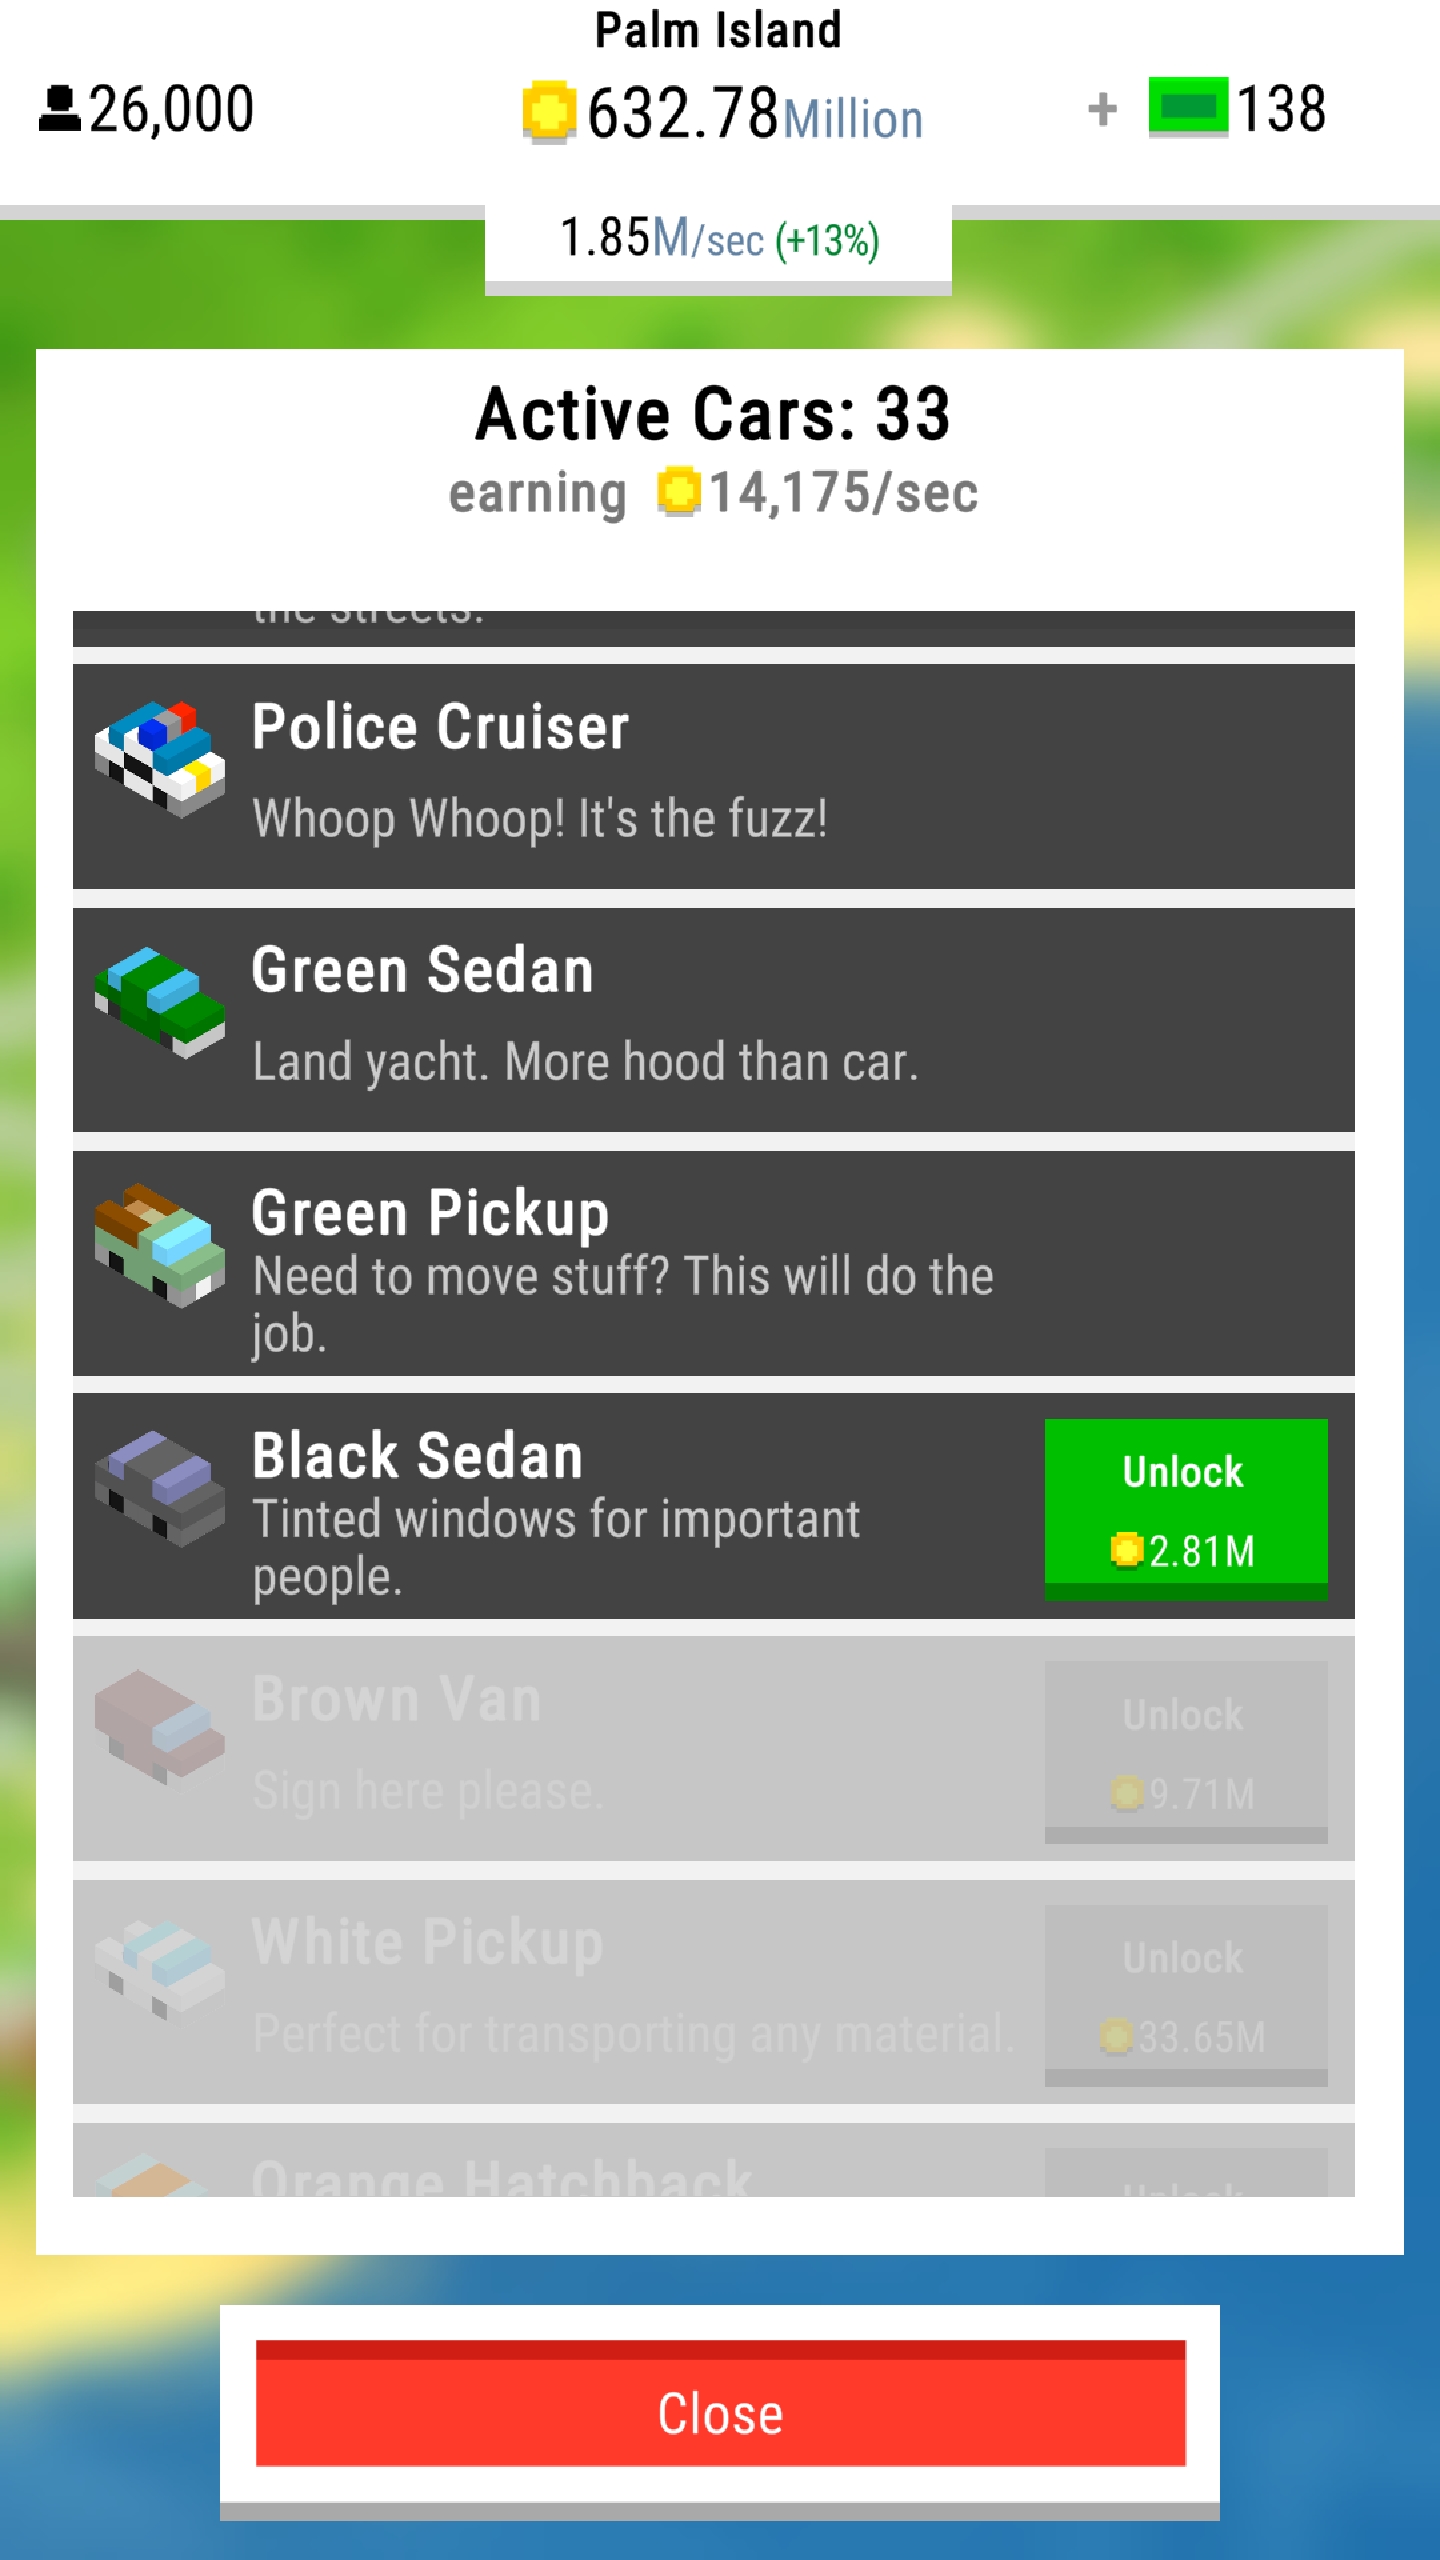 Palm Island
26,000
632.78Million
+ 138
1.85M/sec (+13%)
Active Cars: 33
earning 14,175/sec
the streets.
Police Cruiser
Whoop Whoop! It's the fuzz!
Green Sedan
Land yacht. More hood than car.
Green Pickup
Need to move stuff? This will do the
job.
Black Sedan
Tinted windows for important
people.
Unlock
2.81M
Brown Van
Sign here please.
Unlock
9.71M
White Pickup
Perfect for transporting any material.
Unlock
33.65M
Orange Hatchback
Unlock
Close